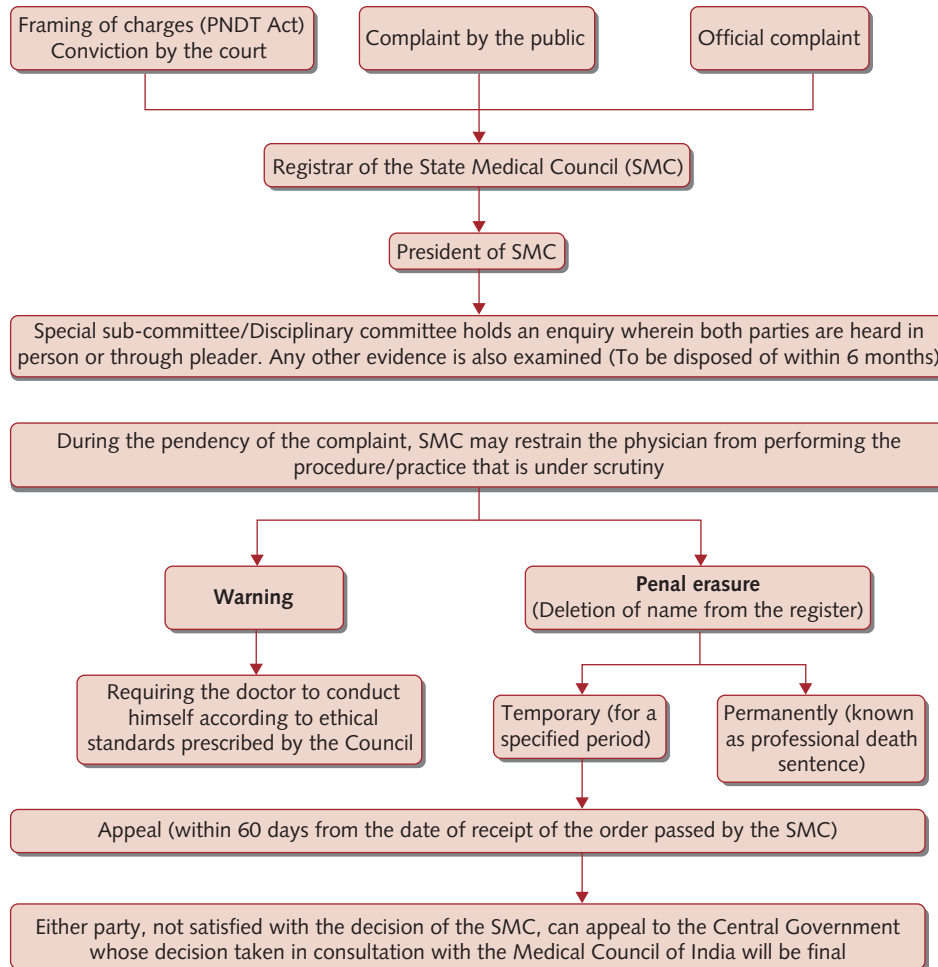 Framing of charges (PNDT Act)
Conviction by the court
Complaint by the public
Official complaint
Registrar of the State Medical Council (SMC)
President of SMC
Special sub-committee/Disciplinary committee holds an enquiry wherein both parties are heard in
person or through pleader. Any other evidence is also examined (To be disposed of within 6 months)
During the pendency of the complaint, SMC may restrain the physician from performing the
procedure/practice that is under scrutiny
Warning
Penal erasure
(Deletion of name from the register)
Requiring the doctor to conduct
himself according to ethical
standards prescribed by the Council
Temporary (for a
specified period)
Permanently (known
as professional death
sentence)
Appeal (within 60 days from the date of receipt of the order passed by the SMC)
Either party, not satisfied with the decision of the SMC, can appeal to the Central Government
whose decision taken in consultation with the Medical Council of India will be final